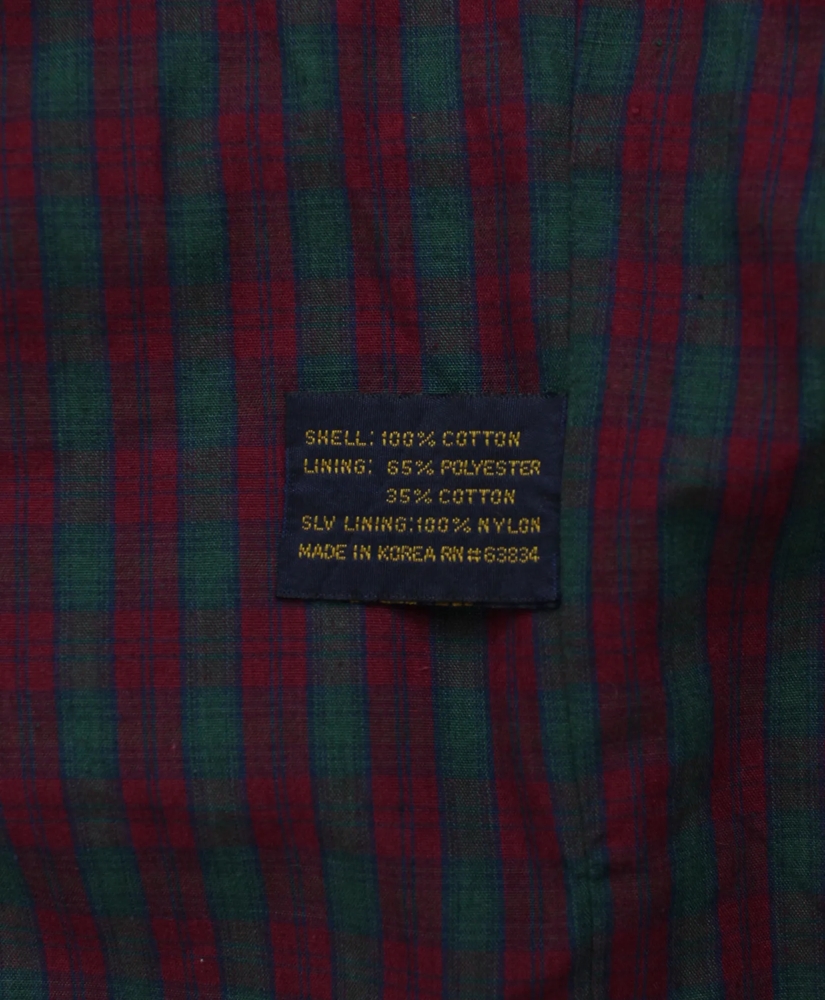 SHELL: 100% COTTON
LINING: 65% POLYESTER
35% COTTON
SLV LINING: 100% NYLON
MADE IN KOREA RN#63834